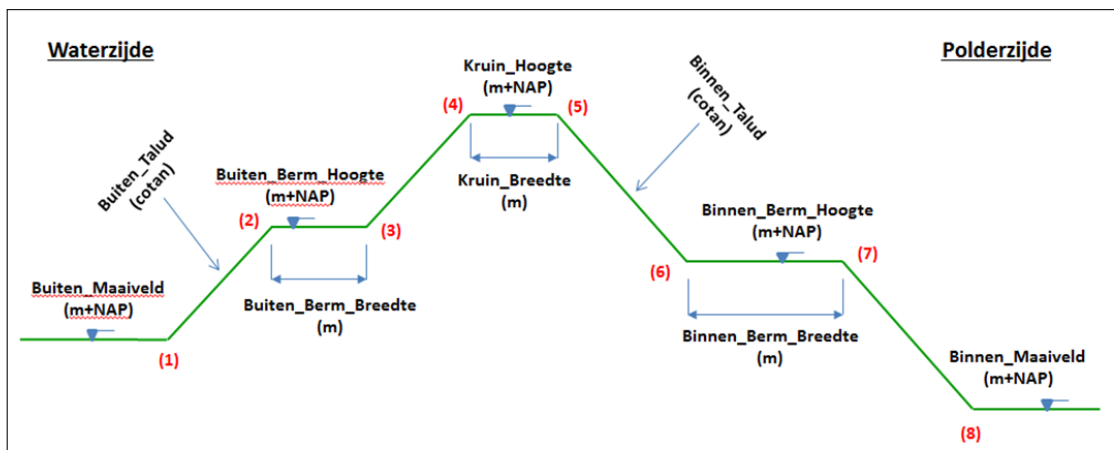 Waterzijde
Polderzijde
Kruin_Hoogte
(m+NAP)
(4)
(5)
Binnen_Talud
(cotan)
Kruin_Breedte
(m)
Buiten_Talud
(cotan)
Buiten_Berm_Hoogte
(m+NAP)
(2)
(3)
Binnen_Berm_Hoogte
(m+NAP)
(6)
(7)
Buiten_Maaiveld
(m+NAP)
Buiten_Berm_Breedte
(m)
(1)
Binnen_Berm_Breedte
(m)
Binnen_Maaiveld
(m+NAP)
(8)